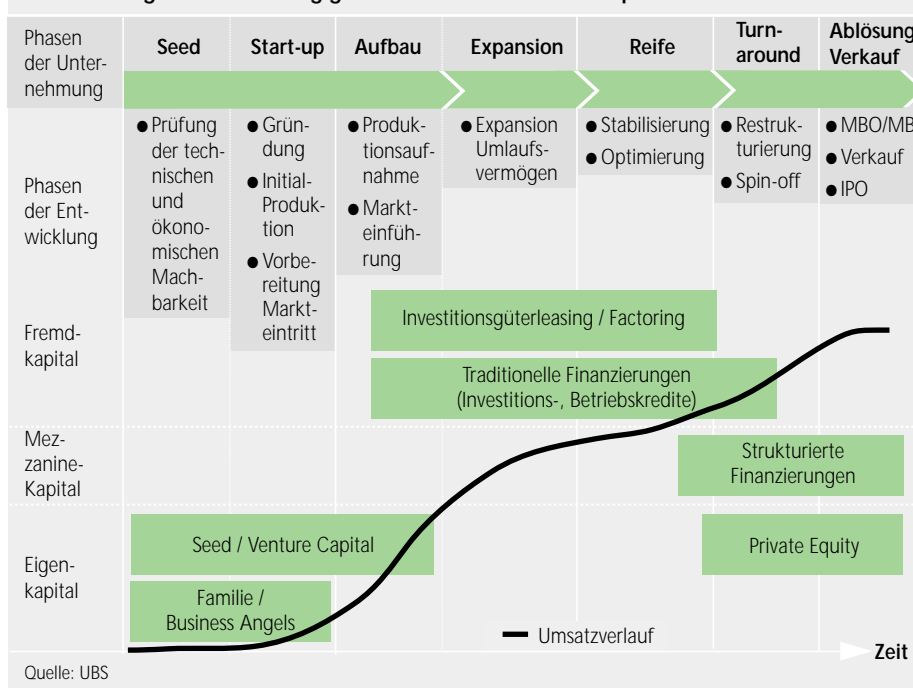 Phasen
der Unter-
nehmung
Seed
Start-up
Aufbau
Expansion
Reife
Turn-
around
Ablösung
Verkauf
Phasen
der Ent-
wicklung
● Prüfung
der tech-
nischen
und
ökono-
mischen
Mach-
barkeit
● Grün-
dung
● Initial-
Produk-
tion
● Vorbe-
reitung
Markt-
eintritt
● Produk-
tionsauf-
nahme
● Markt-
einfüh-
rung
● Expansion
Umlaufs-
vermögen
● Stabilisierung
● Optimierung
● Restruk-
turierung
● Spin-off
● MBO/MB
● Verkauf
● IPO
Fremd-
kapital
Investitionsgüterleasing / Factoring
Traditionelle Finanzierungen
(Investitions-, Betriebskredite)
Mez-
zanine-
Kapital
Strukturierte
Finanzierungen
Eigen-
kapital
Seed / Venture Capital
Private Equity
Familie /
Business Angels
Umsatzverlauf
Zeit
Quelle: UBS